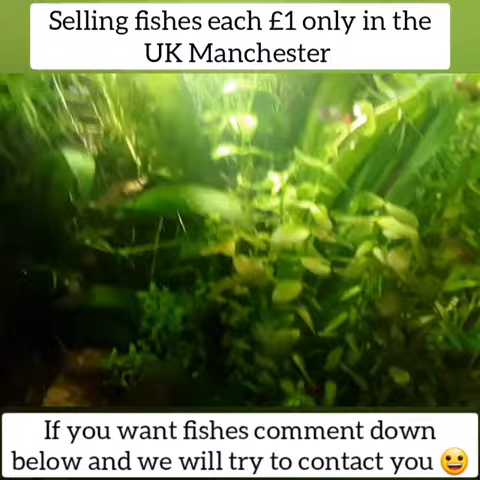 Selling fishes each £1 only in the
UK Manchester
If you want fishes comment down
below and we will try to contact you 😀